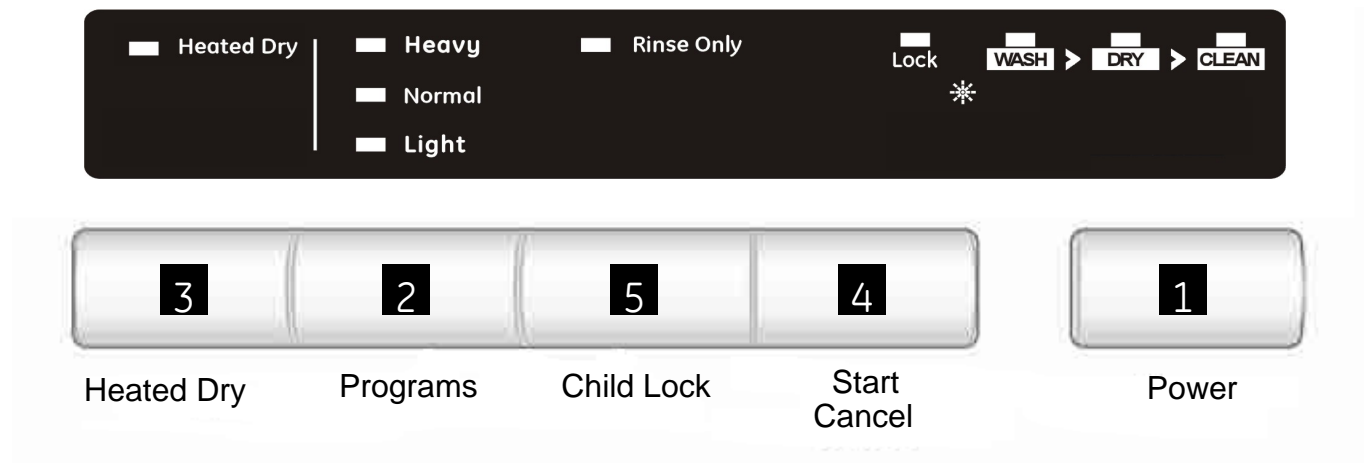 Heated Dry
Heavy
Rinse Only
Lock
WASH > DRY > CLEAN
Normal
Light
3
2
5
4
1
Heated Dry
Programs
Child Lock
Start
Cancel
Power